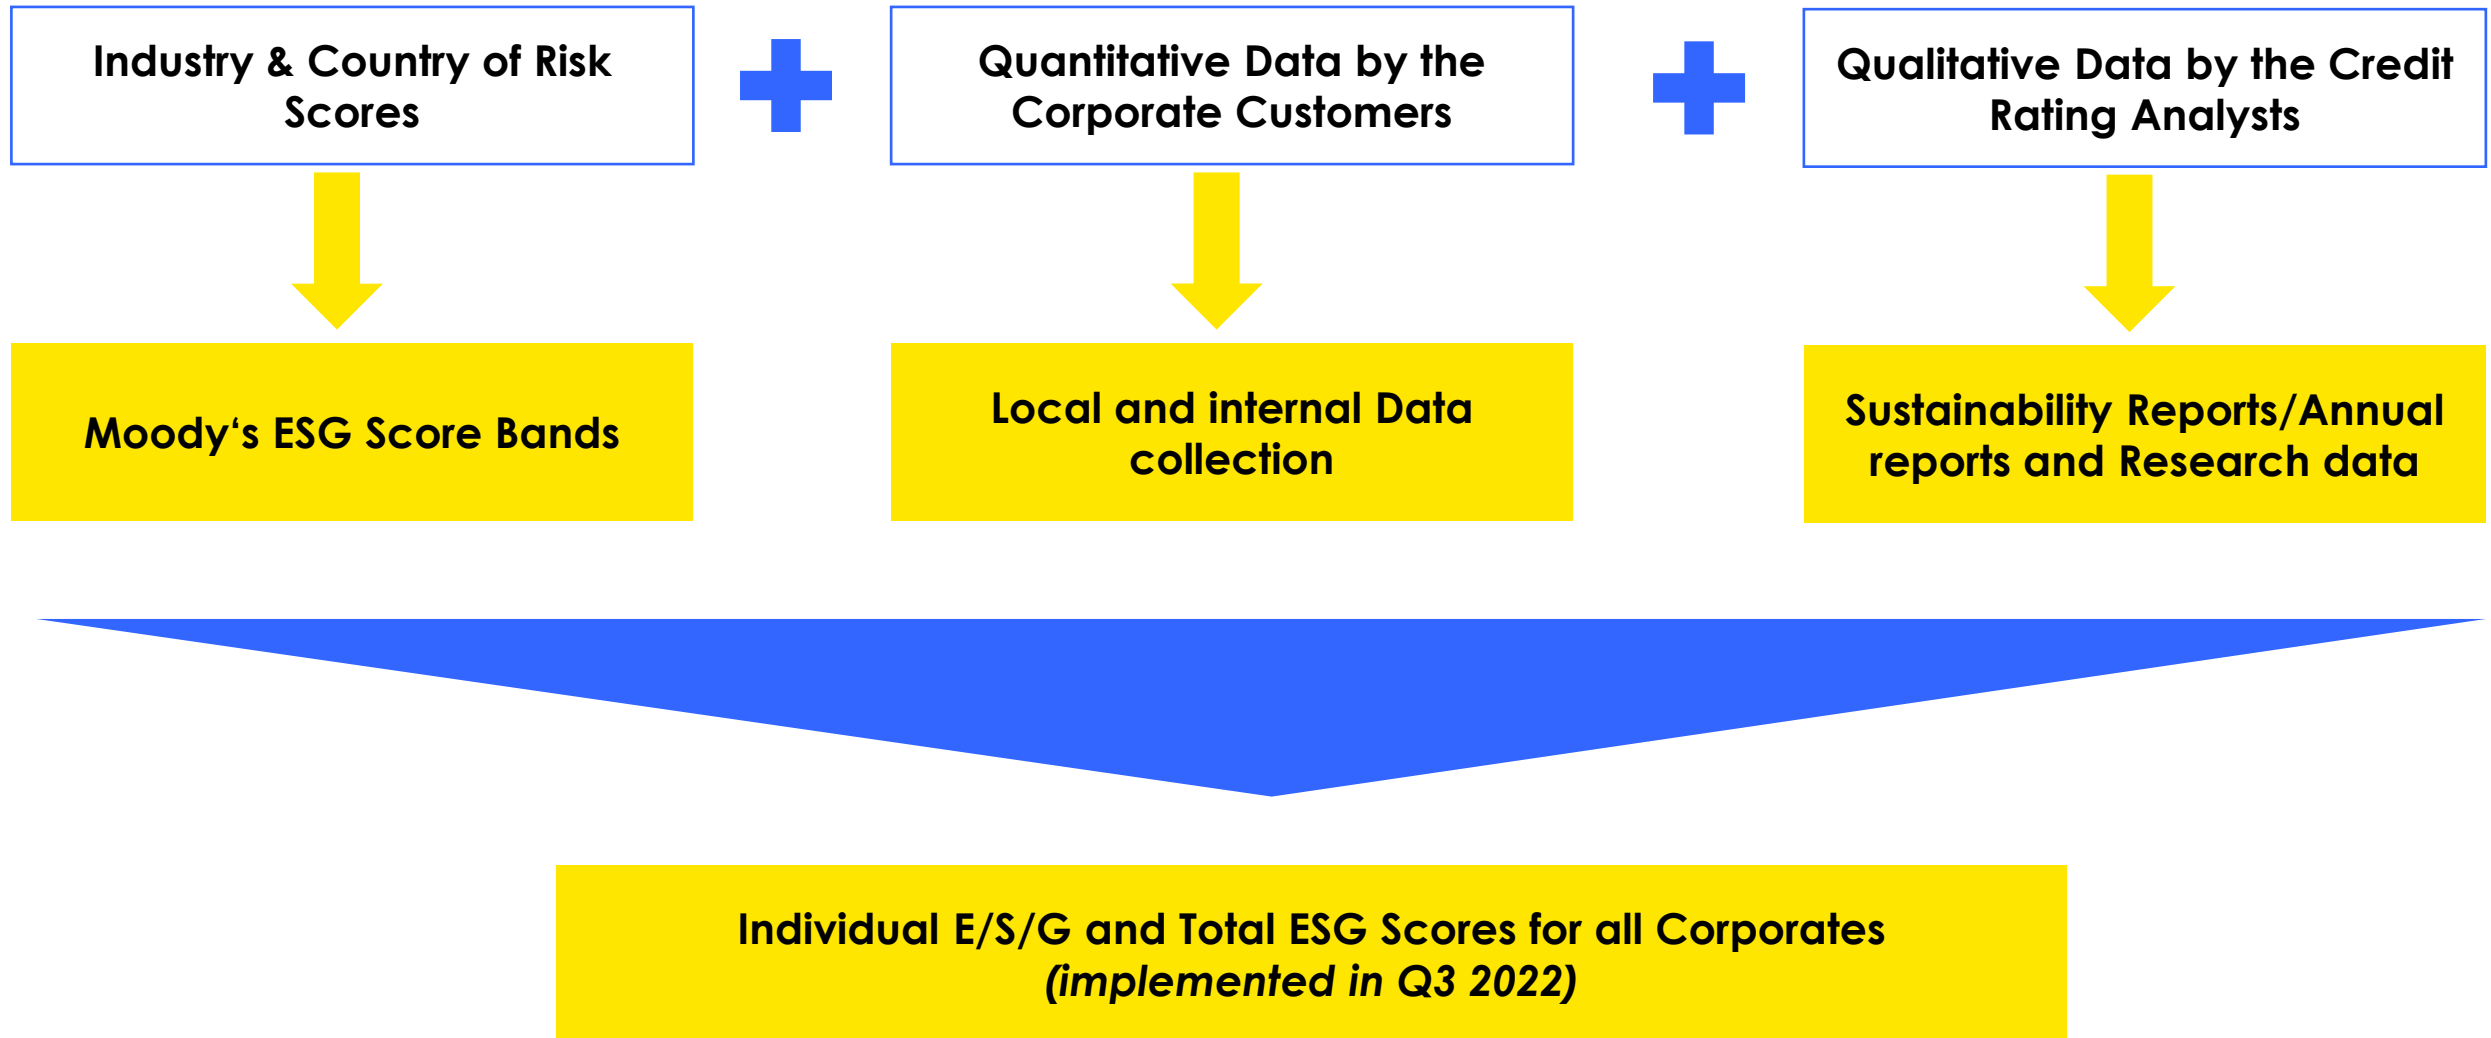 Industry & Country of Risk
Scores
Quantitative Data by the
Corporate Customers
Qualitative Data by the Credit
Rating Analysts
Moody‘s ESG Score Bands
Local and internal Data
collection
Sustainability Reports/Annual
reports and Research data
Individual E/S/G and Total ESG Scores for all Corporates
(implemented in Q3 2022)